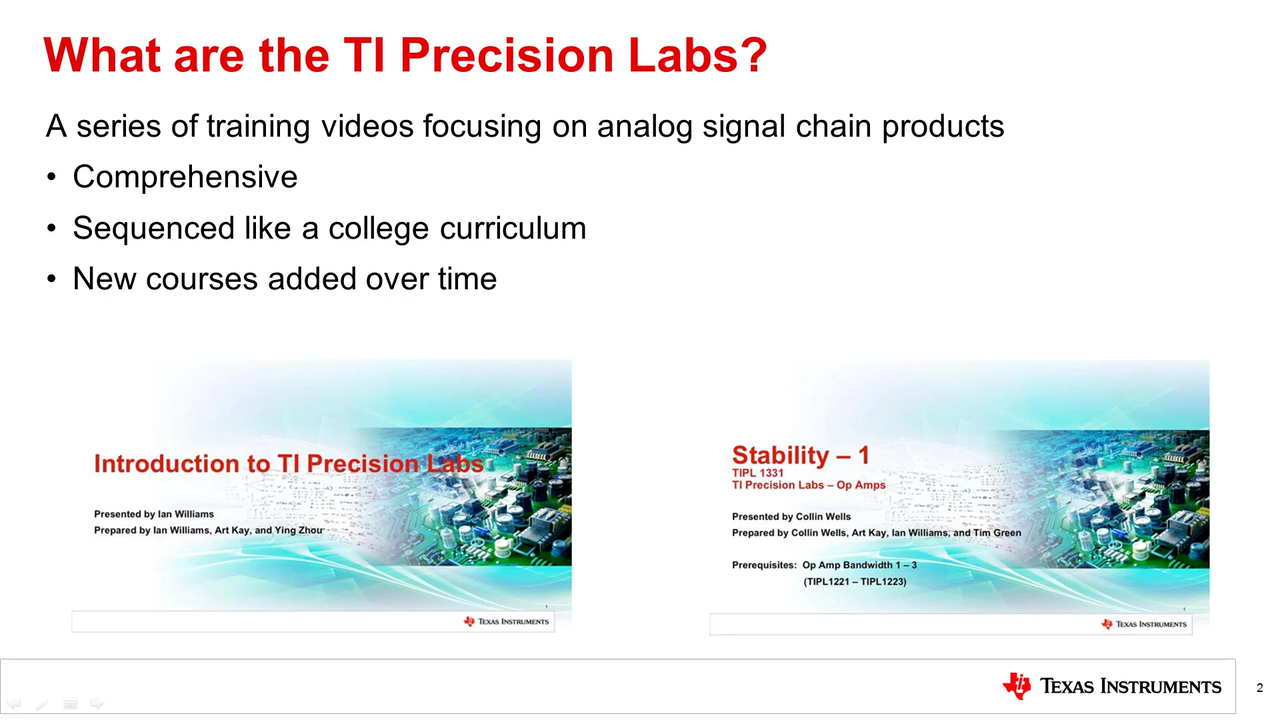 What are the TI Precision Labs?
A series of training videos focusing on analog signal chain products
• Comprehensive
• Sequenced like a college curriculum
• New courses added over time
Introduction to TI Precision Labs
Presented by Ian Williams
Prepared by Ian Williams, Art Kay, and Ying Zhou
1
TEXAS INSTRUMENTS
Stability – 1
TIPL 1331
TI Precision Labs – Op Amps
Presented by Collin Wells
Prepared by Collin Wells, Art Kay, Ian Williams, and Tim Green
Prerequisites: Op Amp Bandwidth 1 – 3
(TIPL1221 – TIPL1223)
1
TEXAS INSTRUMENTS
TEXAS INSTRUMENTS
2